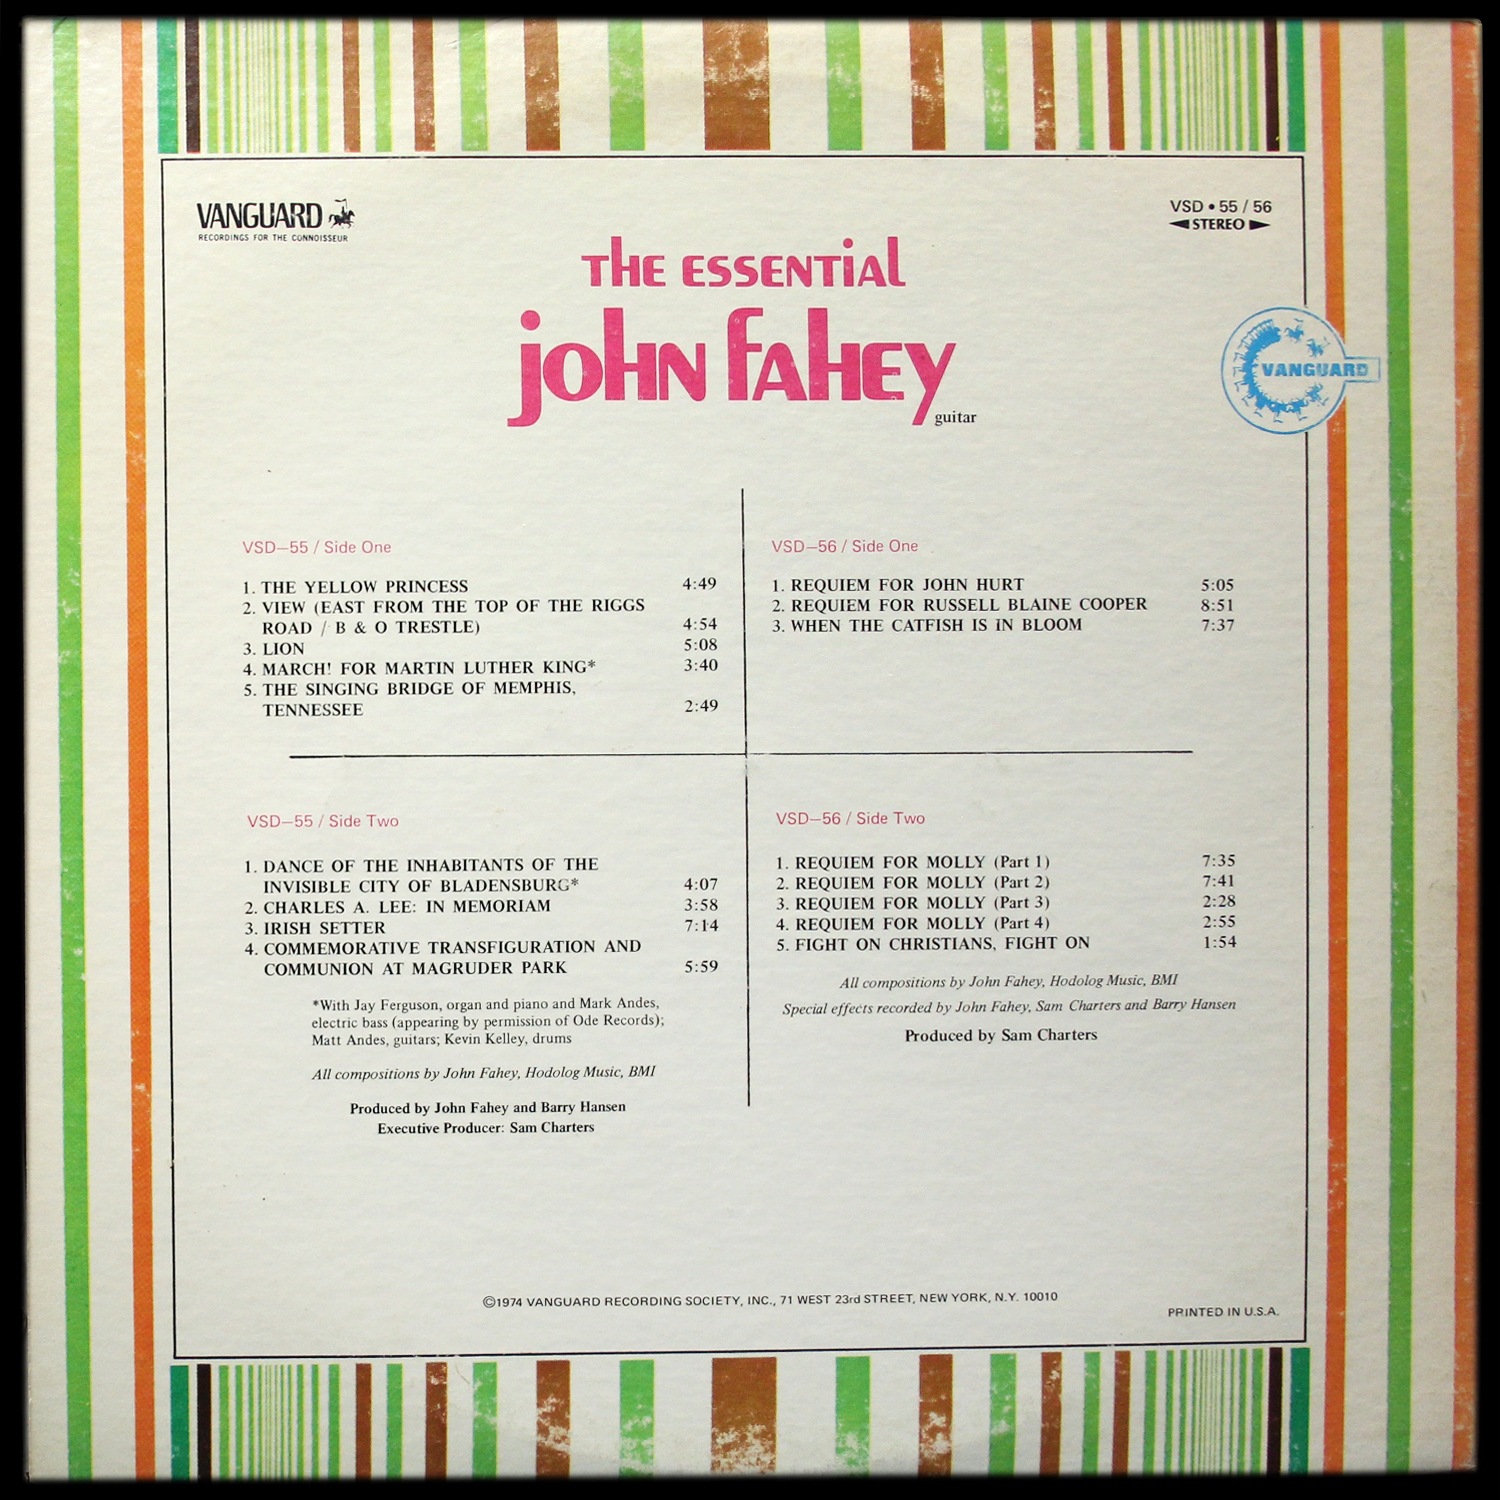 VANGUARD
RECORDINGS FOR THE CONNOISSEUR
VSD • 55 / 56
◄STEREO►
THE ESSENTIAL
JOHN FAHEY
guitar
VANGUARD
VSD—55 / Side One
1. THE YELLOW PRINCESS 4:49
2. VIEW (EAST FROM THE TOP OF THE RIGGS
ROAD / B & O TRESTLE) 4:54
3. LION 5:08
4. MARCH! FOR MARTIN LUTHER KING* 3:40
5. THE SINGING BRIDGE OF MEMPHIS,
TENNESSEE 2:49
VSD—56 / Side One
1. REQUIEM FOR JOHN HURT 5:05
2. REQUIEM FOR RUSSELL BLAINE COOPER 8:51
3. WHEN THE CATFISH IS IN BLOOM 7:37
VSD—55 / Side Two
1. DANCE OF THE INHABITANTS OF THE
INVISIBLE CITY OF BLADENSBURG* 4:07
2. CHARLES A. LEE: IN MEMORIAM 3:58
3. IRISH SETTER 7:14
4. COMMEMORATIVE TRANSFIGURATION AND
COMMUNION AT MAGRUDER PARK 5:59
*With Jay Ferguson, organ and piano and Mark Andes,
electric bass (appearing by permission of Ode Records);
Matt Andes, guitars; Kevin Kelley, drums
All compositions by John Fahey, Hodolog Music, BMI
Produced by John Fahey and Barry Hansen
Executive Producer: Sam Charters
VSD—56 / Side Two
1. REQUIEM FOR MOLLY (Part 1) 7:35
2. REQUIEM FOR MOLLY (Part 2) 7:41
3. REQUIEM FOR MOLLY (Part 3) 2:28
4. REQUIEM FOR MOLLY (Part 4) 2:55
5. FIGHT ON CHRISTIANS, FIGHT ON 1:54
All compositions by John Fahey, Hodolog Music, BMI
Special effects recorded by John Fahey, Sam Charters and Barry Hansen
Produced by Sam Charters
©1974 VANGUARD RECORDING SOCIETY, INC., 71 WEST 23rd STREET, NEW YORK, N.Y. 10010
PRINTED IN U.S.A.